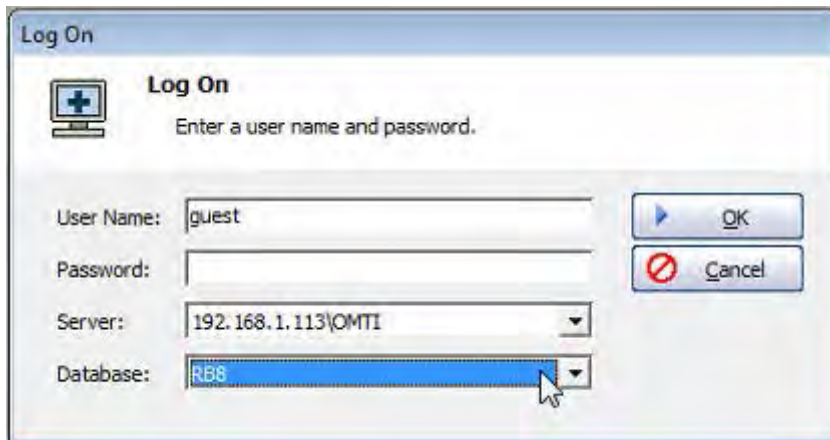 Log On
Log On
Enter a user name and password.
User Name: guest
OK
Password:
Cancel
Server: 192.168.1.113\OMTI
Database: RB8